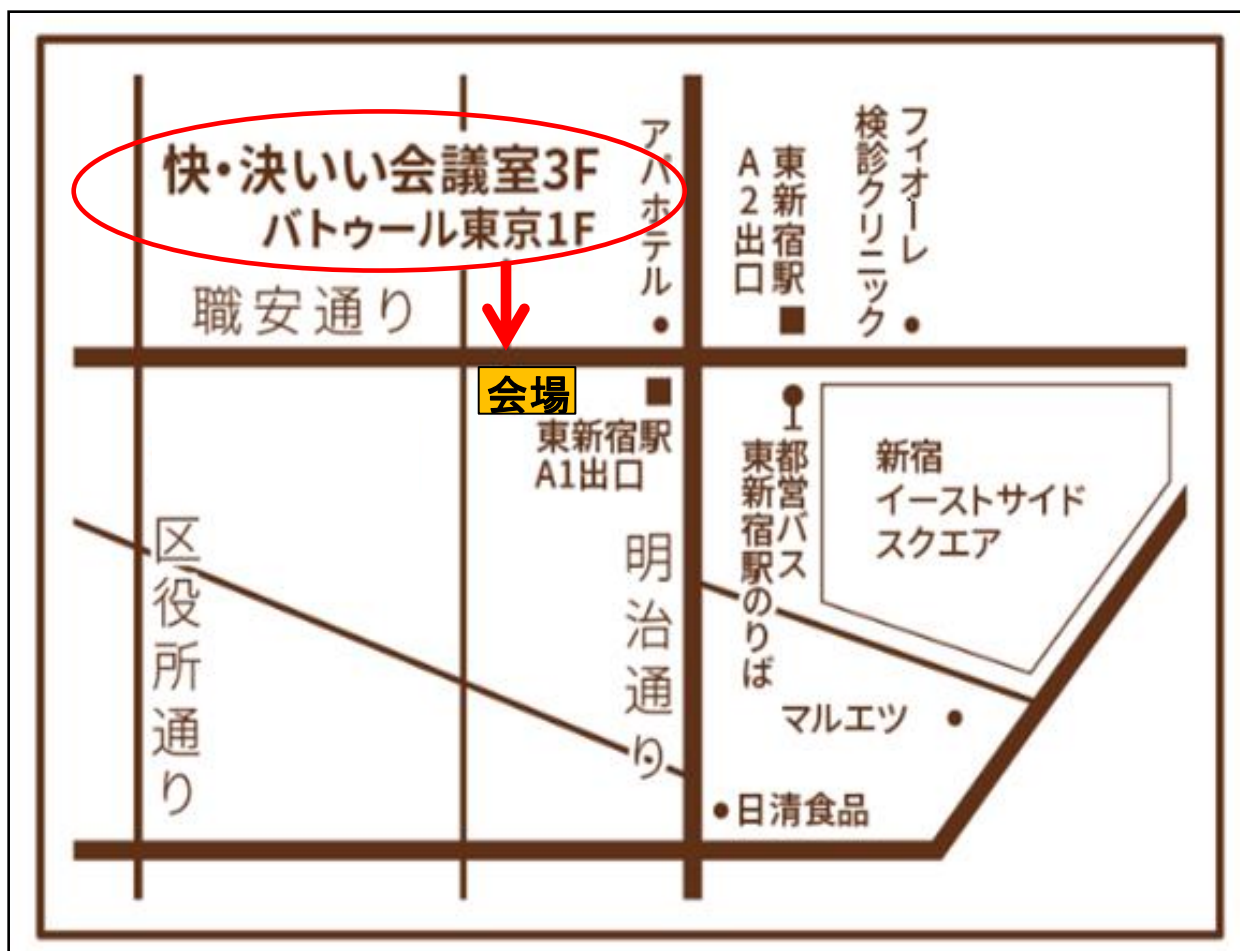 快・決いい会議室3F
バトゥール東京1F
職安通り
アパホテル
東新宿駅
A2出口
フィオーレ
検診クリニック
会場
東新宿駅
A1出口
都営バス
東新宿駅のりば
新宿
イーストサイド
スクエア
区役所通り
明治通り
マルエツ
日清食品